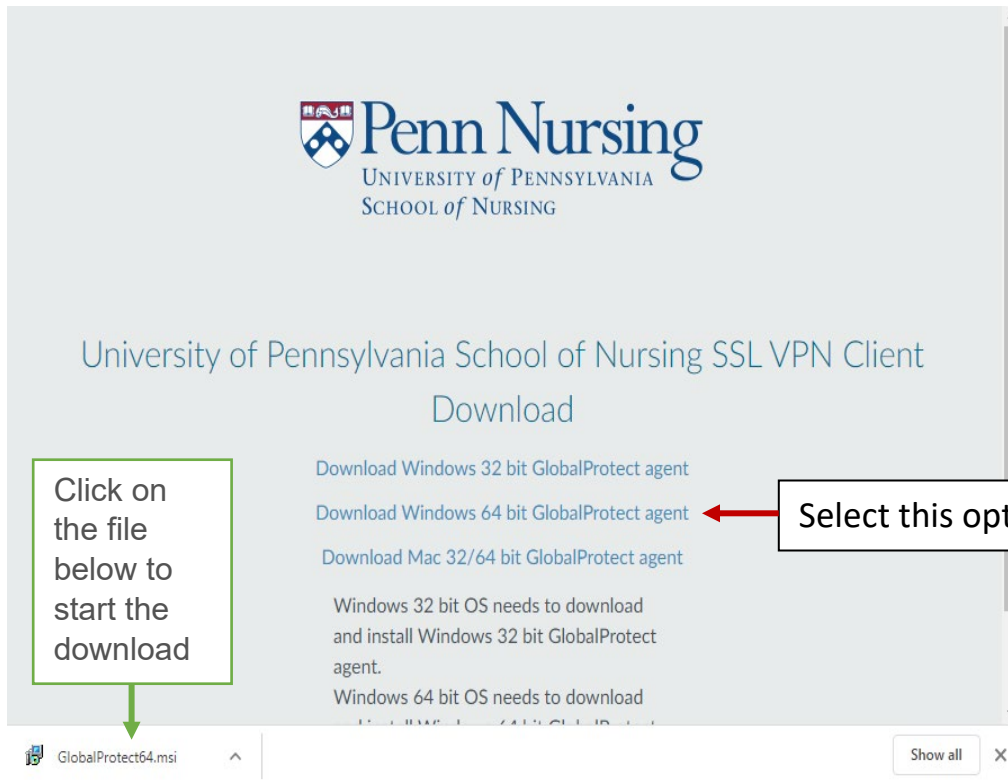 Penn Nursing
UNIVERSITY of PENNSYLVANIA
SCHOOL of NURSING
University of Pennsylvania School of Nursing SSL VPN Client
Download
Download Windows 32 bit GlobalProtect agent
Download Windows 64 bit GlobalProtect agent
Select this opt
Download Mac 32/64 bit GlobalProtect agent
Click on
the file
below to
start the
download
Windows 32 bit OS needs to download
and install Windows 32 bit GlobalProtect
agent.
Windows 64 bit OS needs to download
GlobalProtect64.msi
Show all